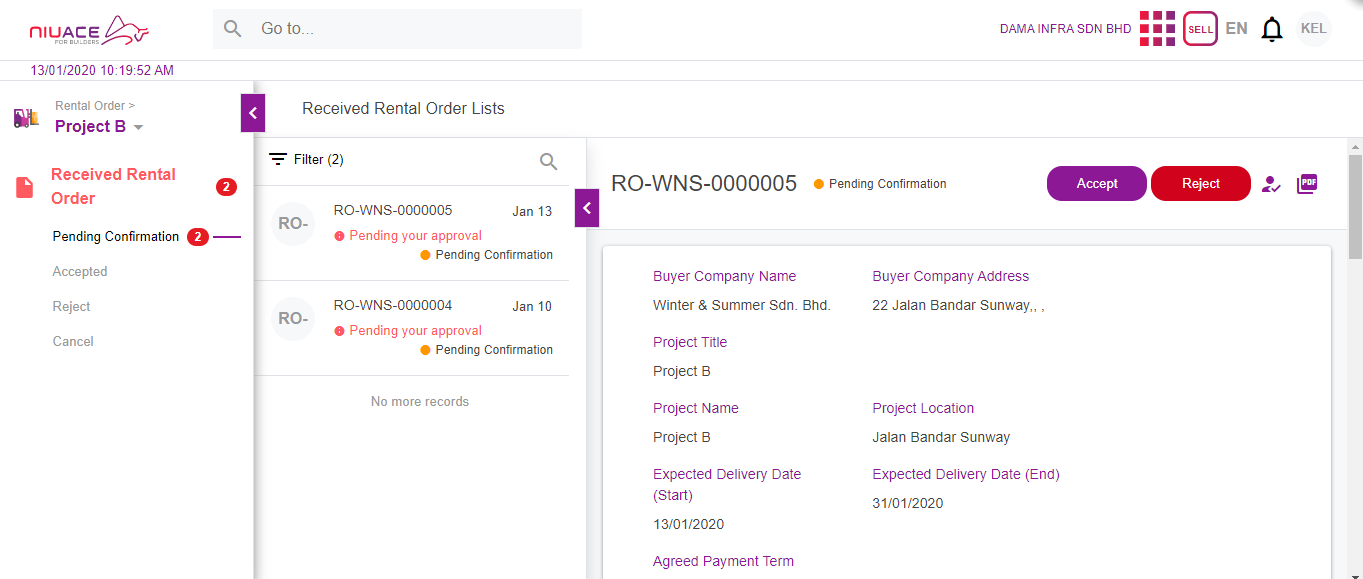 NIUACE
FOR BUILDERS
Go to...
DAMA INFRA SDN BHD
SELL
EN
KEL
13/01/2020 10:19:52 AM
Rental Order >
Project B
Received Rental Order
2
Pending Confirmation
2
Accepted
Reject
Cancel
Received Rental Order Lists
Filter (2)
RO-
RO-WNS-0000005
Jan 13
Pending your approval
Pending Confirmation
RO-
RO-WNS-0000004
Jan 10
Pending your approval
Pending Confirmation
No more records
RO-WNS-0000005
Pending Confirmation
Accept
Reject
PDF
Buyer Company Name
Buyer Company Address
Winter & Summer Sdn. Bhd.
22 Jalan Bandar Sunway,, ,
Project Title
Project B
Project Name
Project Location
Project B
Jalan Bandar Sunway
Expected Delivery Date
(Start)
Expected Delivery Date (End)
13/01/2020
31/01/2020
Agreed Payment Term